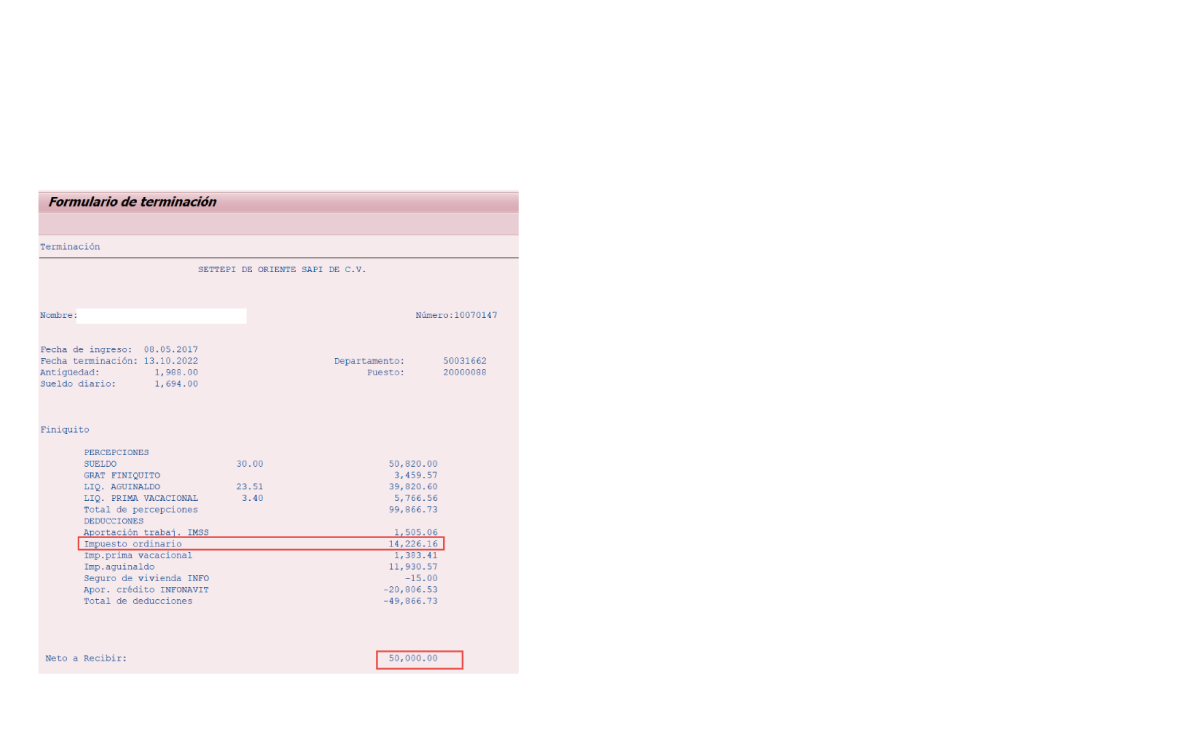 Formulario de terminación
Terminación
SETTEPI DE ORIENTE SAPI DE C.V.
Nombre: Número:10070147
Fecha de ingreso: 08.05.2017
Fecha terminación: 13.10.2022 Departamento: 50031662
Antigüedad: 1,988.00 Puesto: 20000088
Sueldo diario: 1,694.00
Finiquito
PERCEPCIONES
SUELDO 30.00 50,820.00
GRAT FINIQUITO 3,459.57
LIQ. AGUINALDO 23.51 39,820.60
LIQ. PRIMA VACACIONAL 3.40 5,766.56
Total de percepciones 99,866.73
DEDUCCIONES
Aportación trabaj. IMSS 1,505.06
Impuesto ordinario 14,226.16
Imp.prima vacacional 1,383.41
Imp.aguinaldo 11,930.57
Seguro de vivienda INFO -15.00
Apor. crédito INFONAVIT -20,806.53
Total de deducciones -49,866.73
Neto a Recibir: 50,000.00